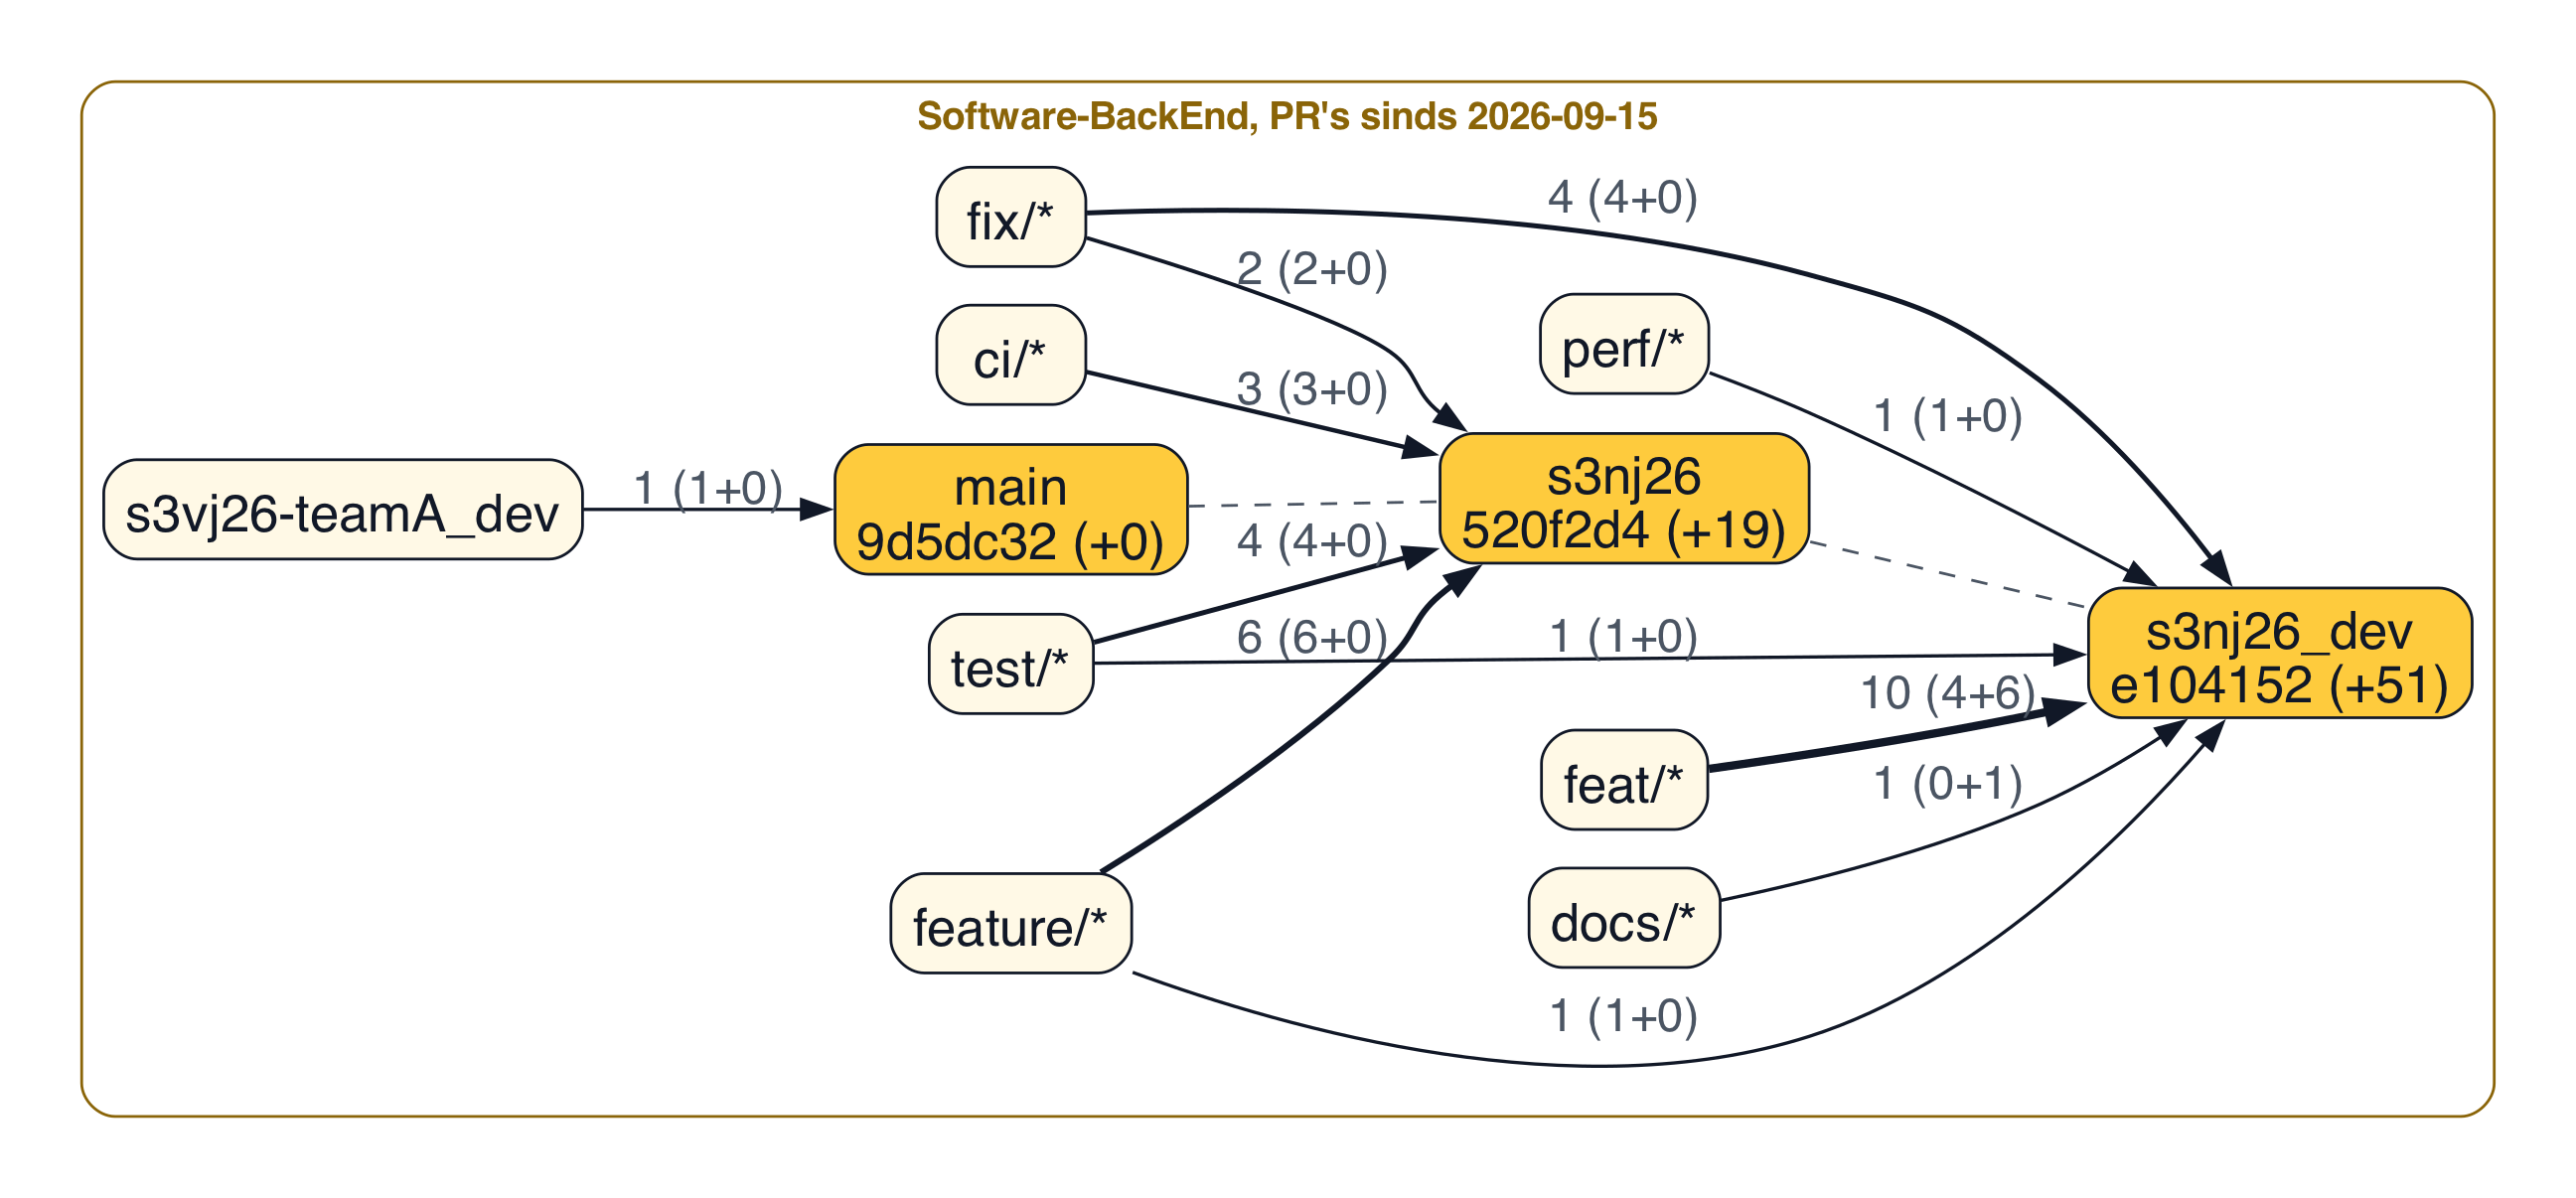 Software-BackEnd, PR's sinds 2026-09-15
fix/*
4 (4+0)
2 (2+0)
ci/*
3 (3+0)
perf/*
1 (1+0)
s3vj26-teamA_dev
1 (1+0)
main
9d5dc32 (+0)
s3nj26
520f2d4 (+19)
4 (4+0)
test/*
6 (6+0)
1 (1+0)
s3nj26_dev
e104152 (+51)
10 (4+6)
feat/*
1 (0+1)
feature/*
docs/*
1 (1+0)